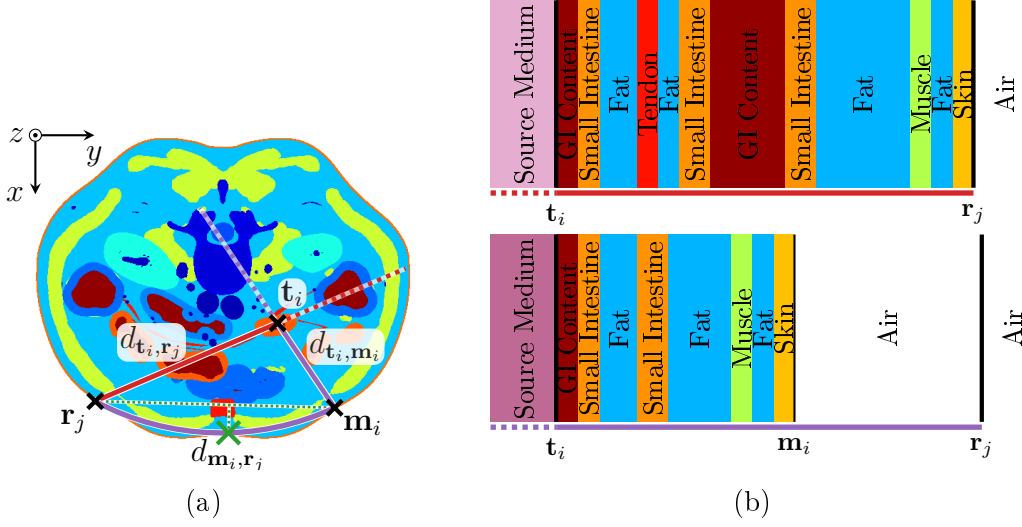 z
y
x
t_i
d_{t_i,r_j}
d_{t_i,m_i}
r_j
m_i
d_{m_i,r_j}
(a)
Source Medium
GI Content
Small Intestine
Fat
Tendon
Fat
Small Intestine
GI Content
Small Intestine
Fat
Muscle
Fat
Skin
Air
t_i
r_j
Source Medium
GI Content
Small Intestine
Fat
Small Intestine
Fat
Muscle
Fat
Skin
Air
Air
t_i
m_i
r_j
(b)